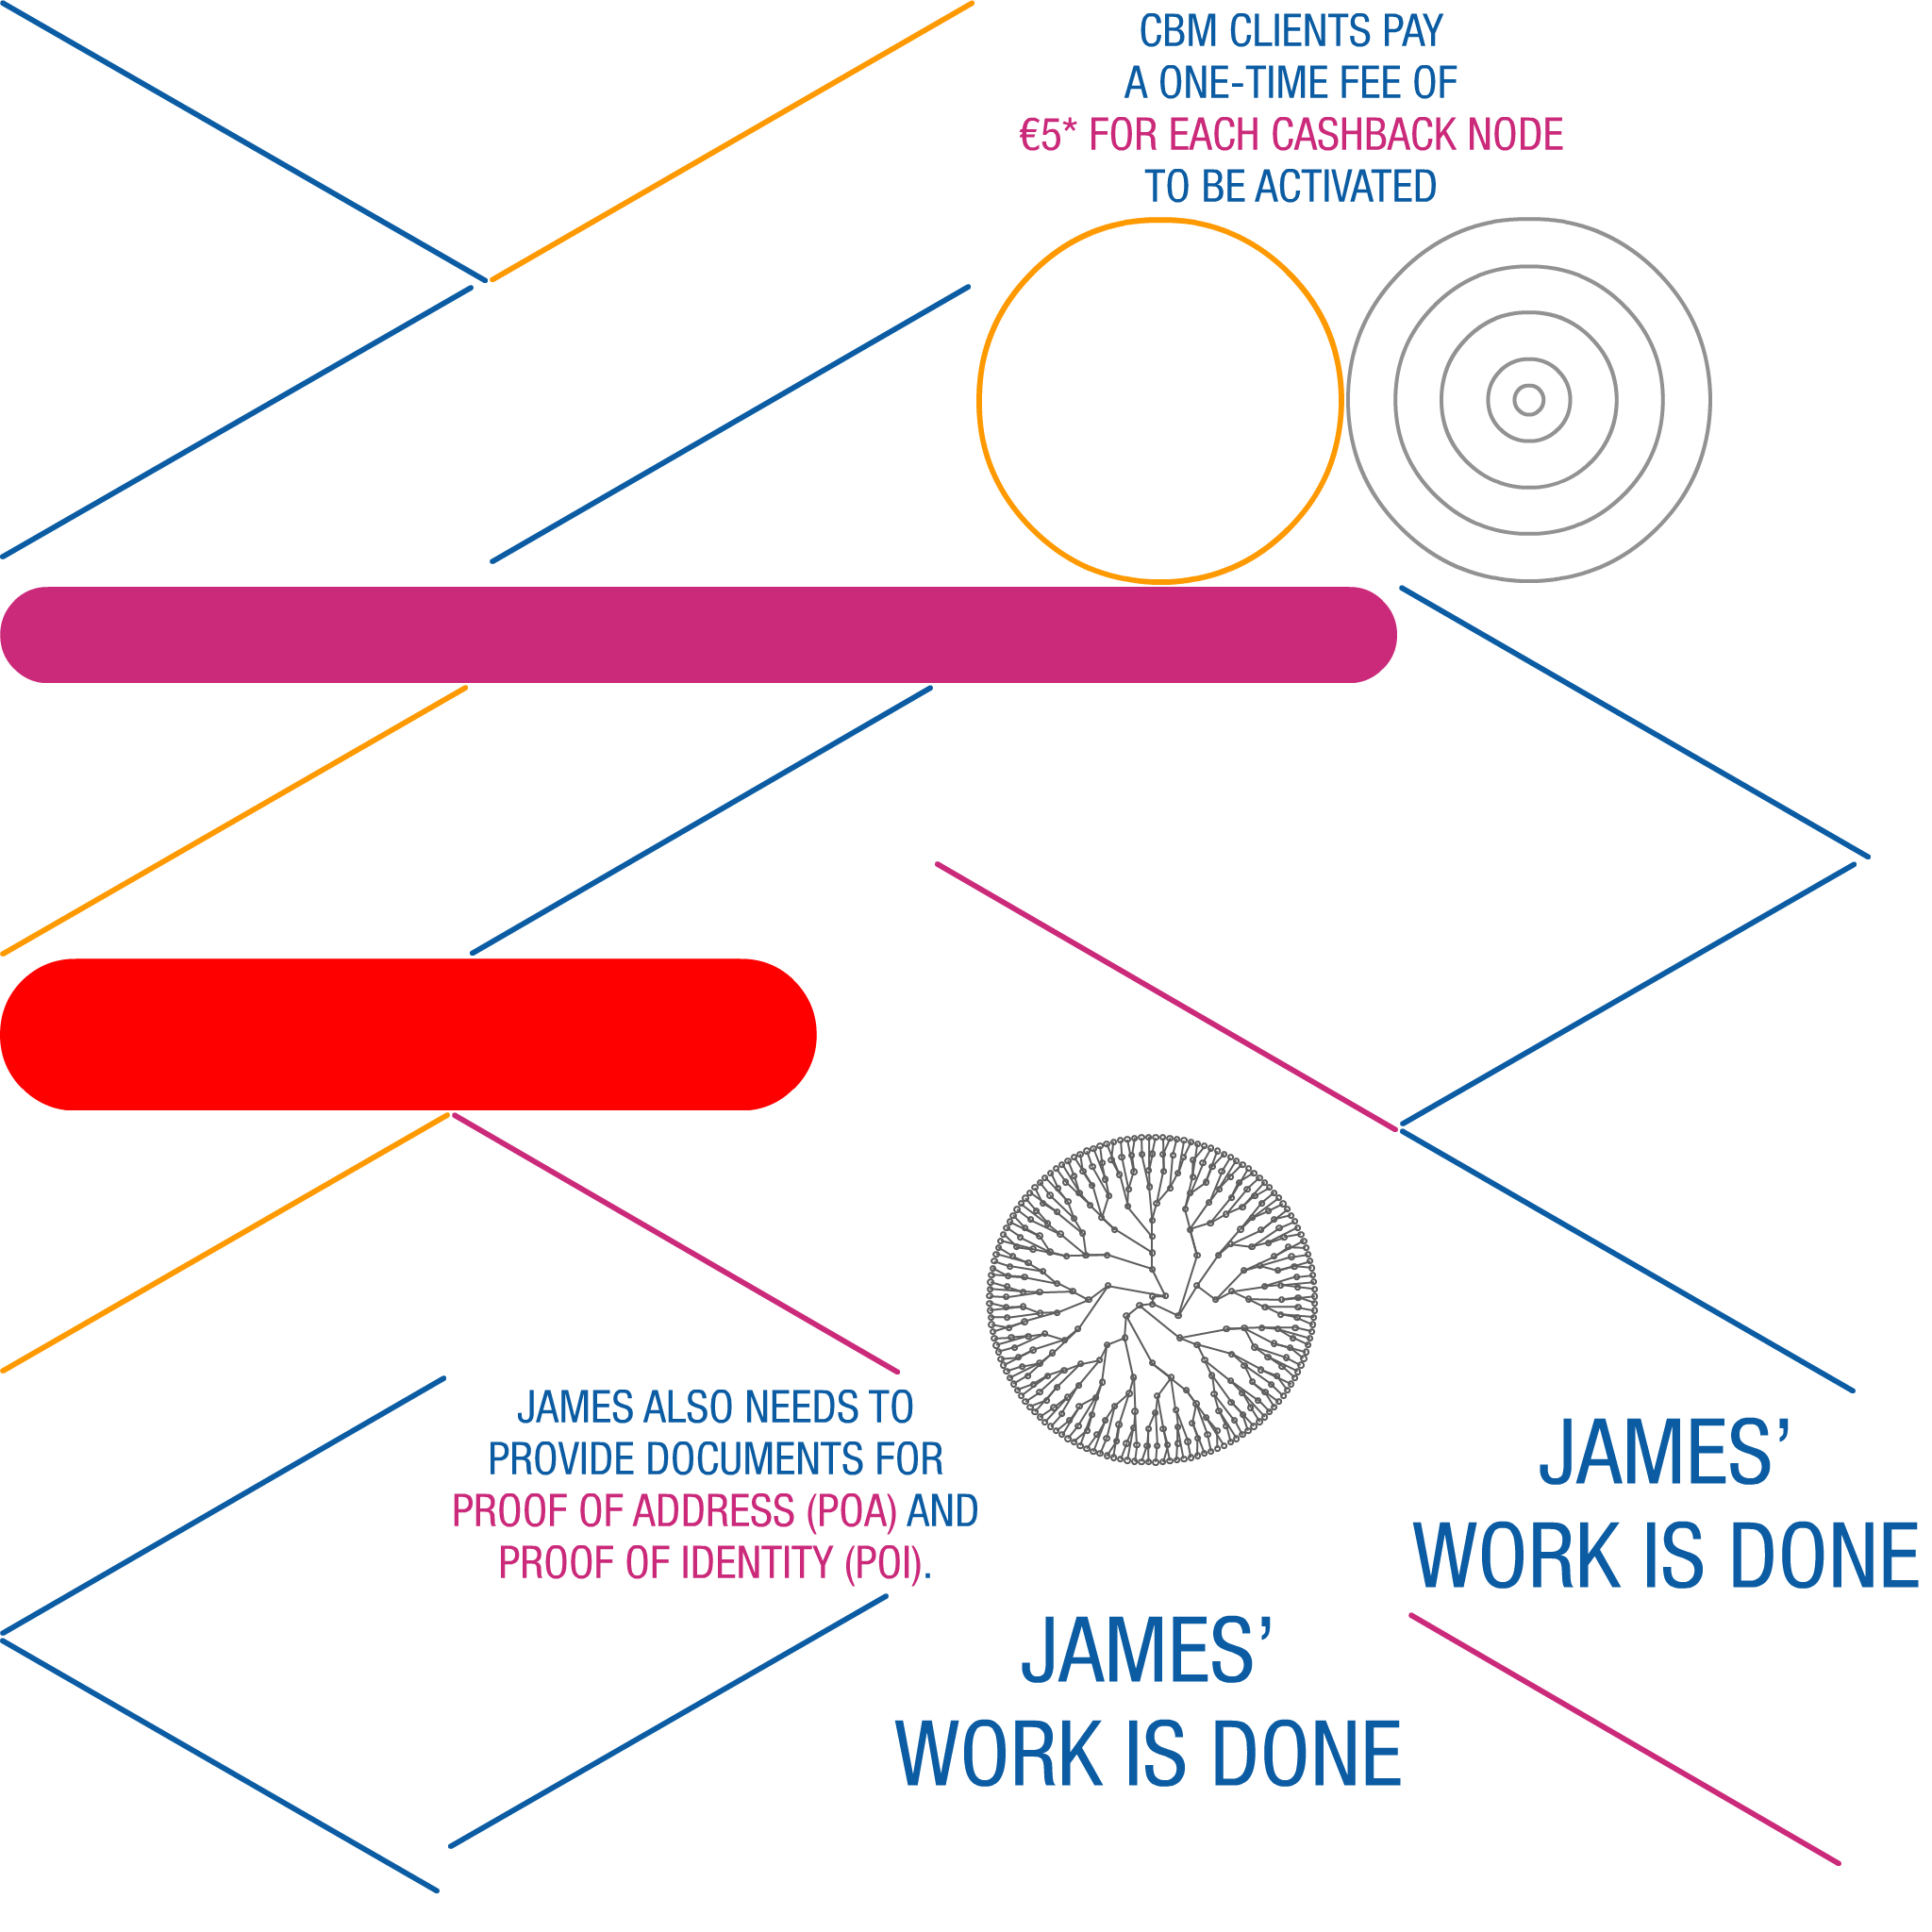 CBM CLIENTS PAY
A ONE-TIME FEE OF
€5* FOR EACH CASHBACK NODE
TO BE ACTIVATED
JAMES ALSO NEEDS TO
PROVIDE DOCUMENTS FOR
PROOF OF ADDRESS (POA) AND
PROOF OF IDENTITY (POI).
JAMES’
WORK IS DONE
JAMES’
WORK IS DONE